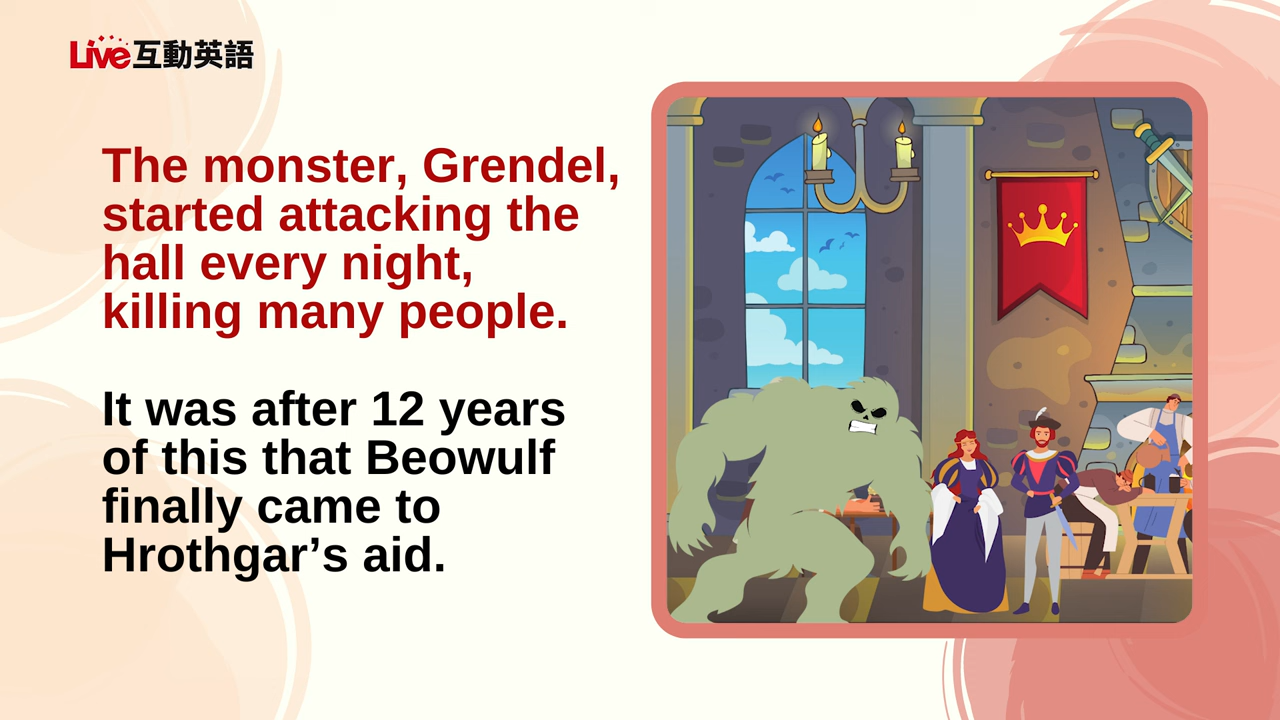 Live互動英語
The monster, Grendel,
started attacking the
hall every night,
killing many people.
It was after 12 years
of this that Beowulf
finally came to
Hrothgar’s aid.